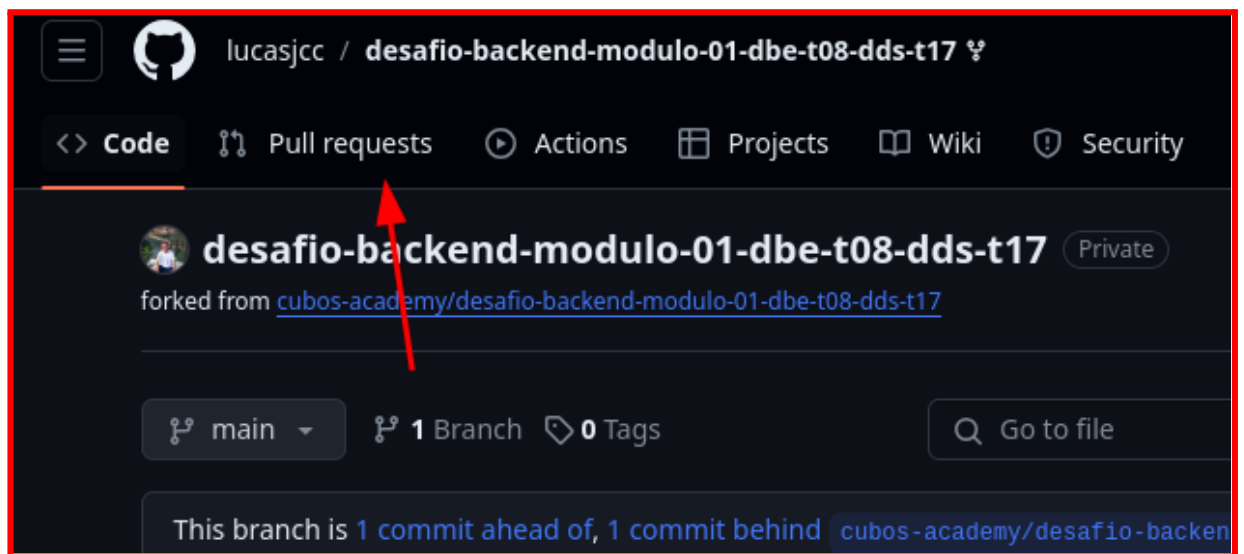 lucasjcc / desafio-backend-modulo-01-dbe-t08-dds-t17
Code Pull requests Actions Projects Wiki Security
desafio-backend-modulo-01-dbe-t08-dds-t17 Private
forked from cubos-academy/desafio-backend-modulo-01-dbe-t08-dds-t17
main 1 Branch 0 Tags Go to file
This branch is 1 commit ahead of, 1 commit behind cubos-academy/desafio-backen